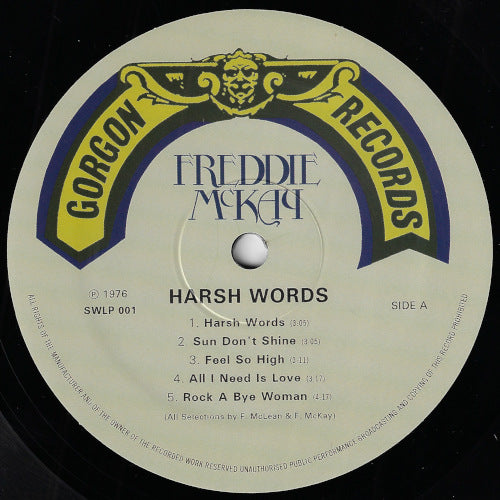 GORGON RECORDS
FREDDIE
McKAY
℗ 1976
SWLP 001
HARSH WORDS
SIDE A
1. Harsh Words (3:05)
2. Sun Don't Shine (3:05)
3. Feel So High (3:11)
4. All I Need Is Love (3:17)
5. Rock A Bye Woman (4:17)
(All Selections by F. McLean & F. McKay)
ALL RIGHTS OF THE MANUFACTURER AND OF THE OWNER OF THE RECORDED WORK RESERVED UNAUTHORISED PUBLIC PERFORMANCE, BROADCASTING AND COPYING OF THIS RECORD PROHIBITED